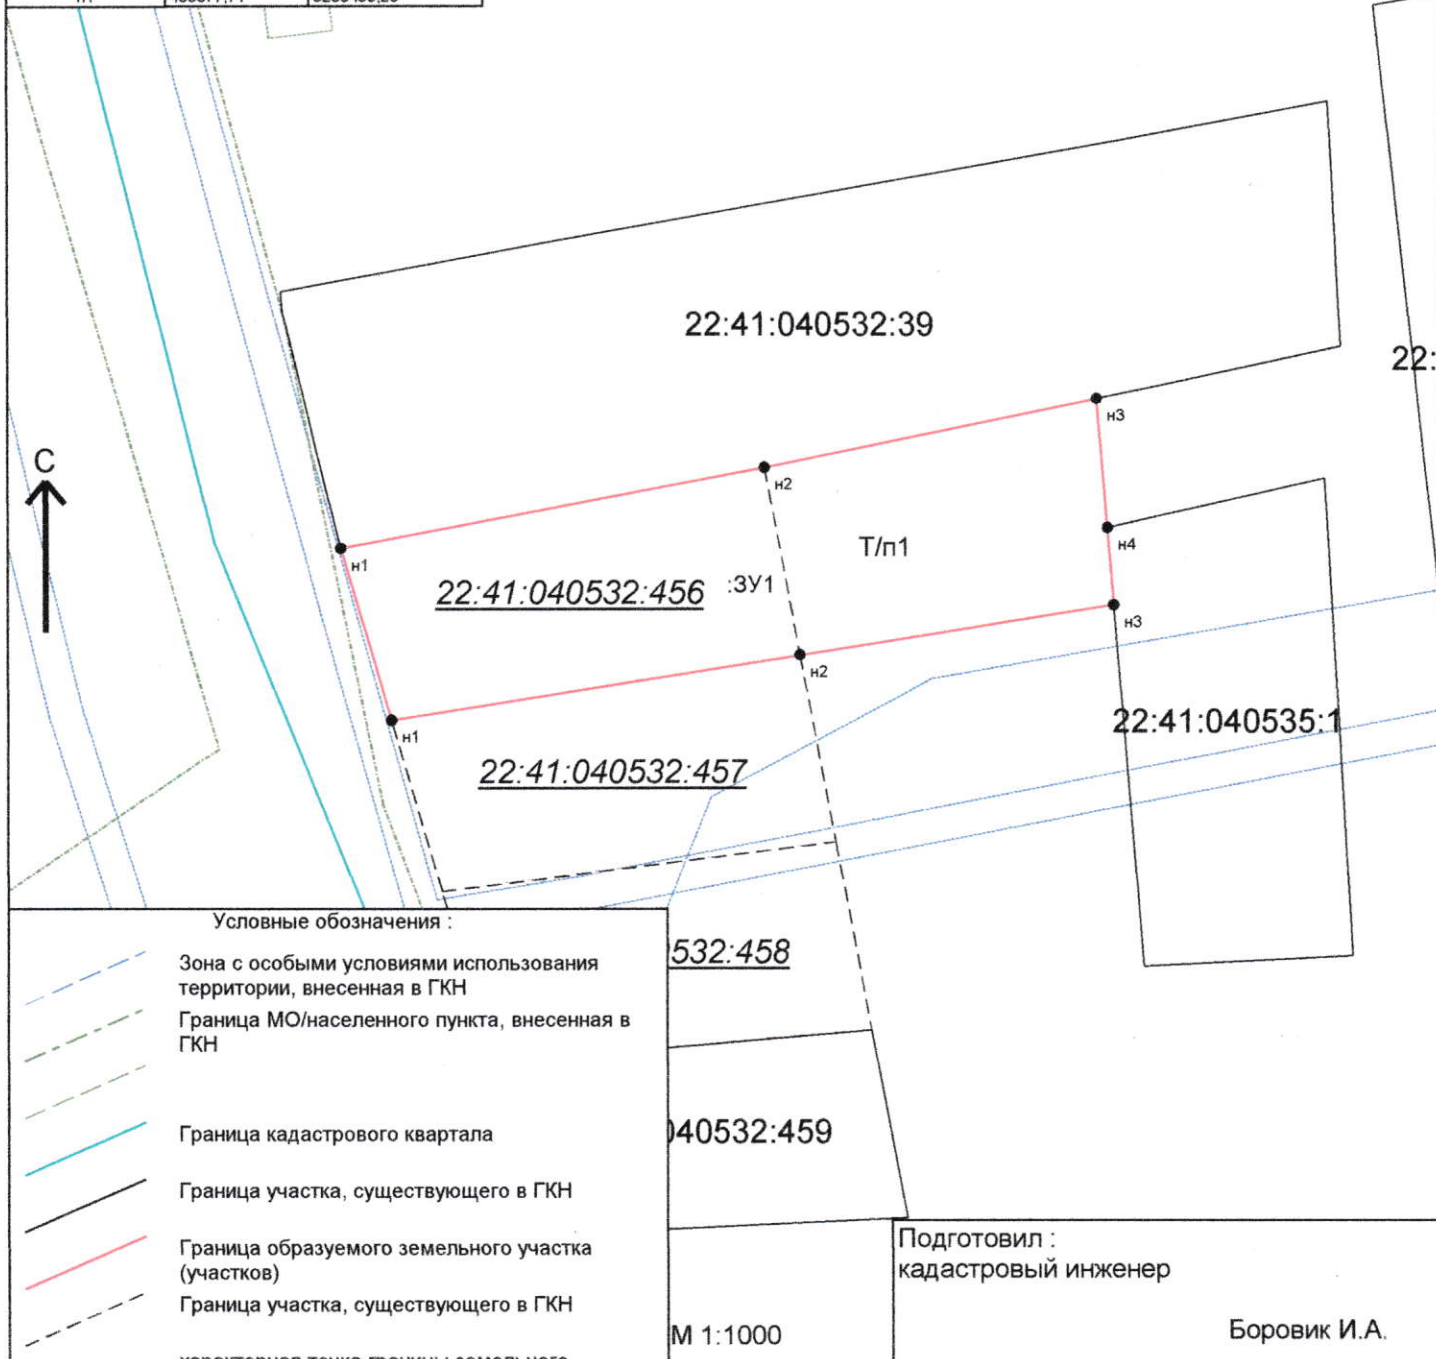 22:41:040532:39
22:
С
н3
н2
Т/п1
н4
н1
22:41:040532:456
:ЗУ1
н3
н2
22:41:040535:1
н1
22:41:040532:457
Условные обозначения :
532:458
Зона с особыми условиями использования
территории, внесенная в ГКН
Граница МО/населенного пункта, внесенная в
ГКН
Граница кадастрового квартала
040532:459
Граница участка, существующего в ГКН
Граница образуемого земельного участка
(участков)
Граница участка, существующего в ГКН
М 1:1000
Подготовил :
кадастровый инженер
Боровик И.А.